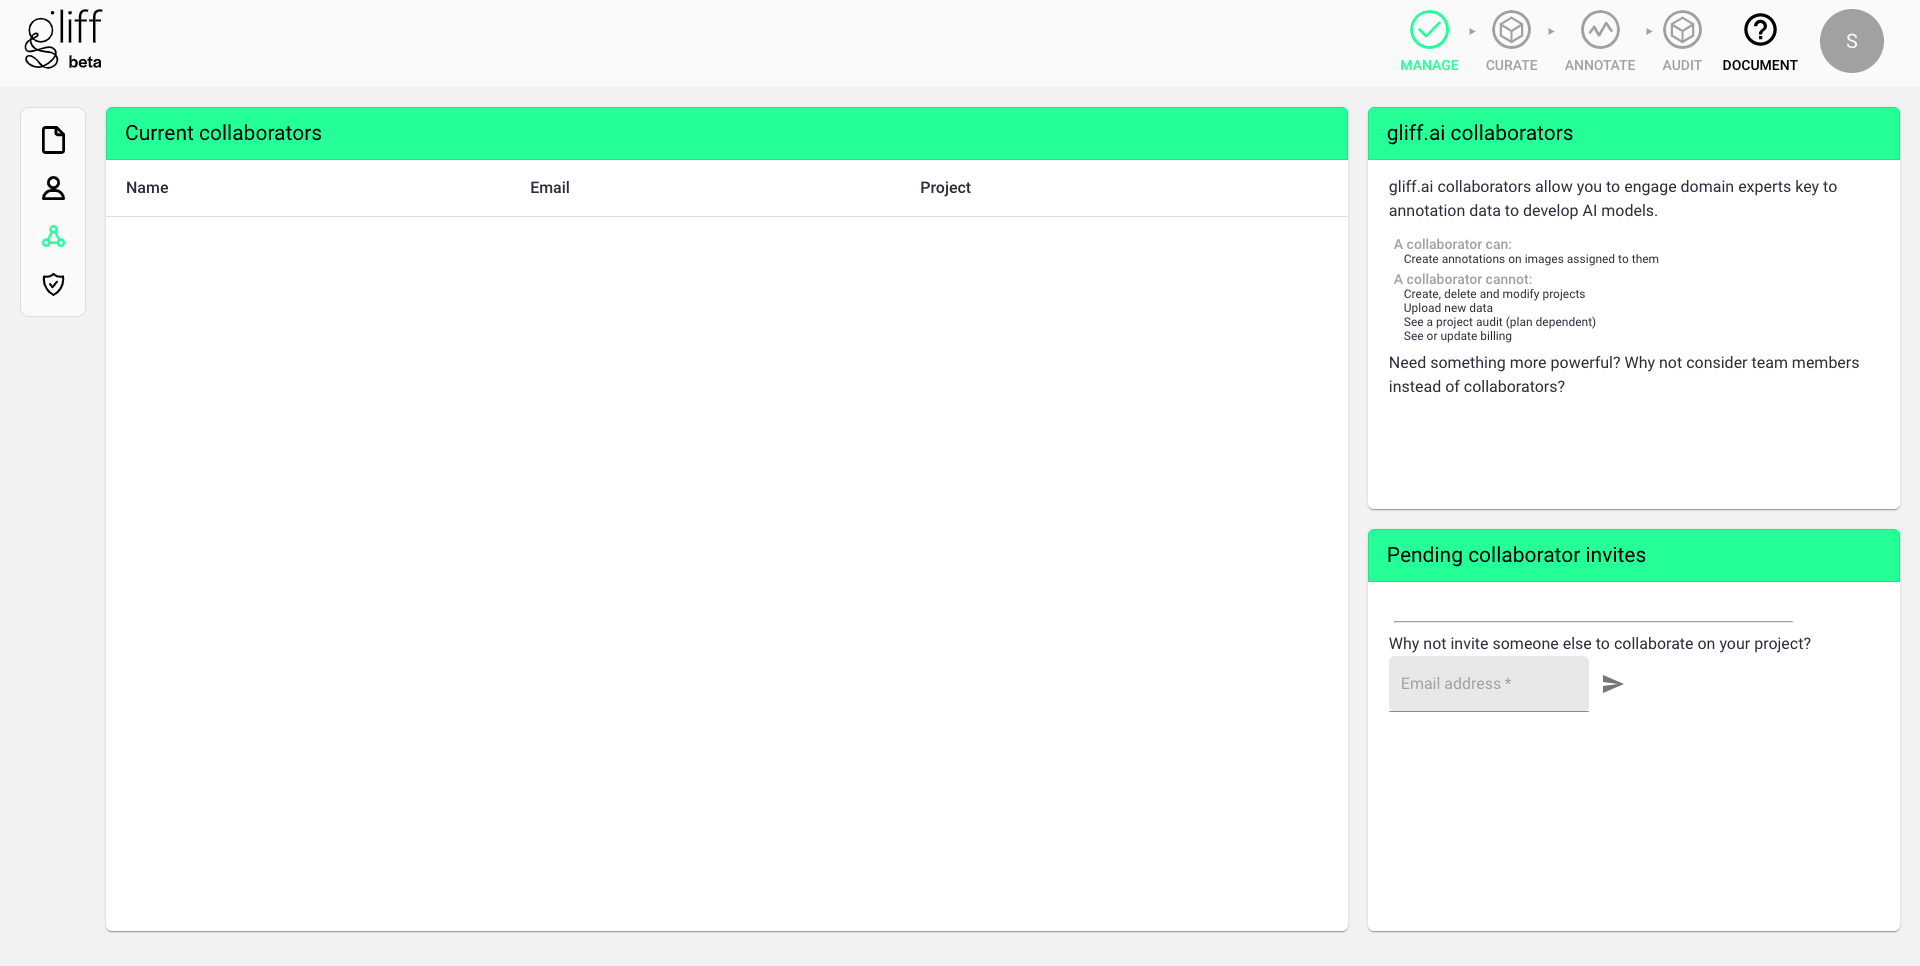 gliff
beta
MANAGE
CURATE
ANNOTATE
AUDIT
DOCUMENT
S
Current collaborators
Name Email Project
gliff.ai collaborators
gliff.ai collaborators allow you to engage domain experts key to
annotation data to develop AI models.
A collaborator can:
Create annotations on images assigned to them
A collaborator cannot:
Create, delete and modify projects
Upload new data
See a project audit (plan dependent)
See or update billing
Need something more powerful? Why not consider team members
instead of collaborators?
Pending collaborator invites
Why not invite someone else to collaborate on your project?
Email address *